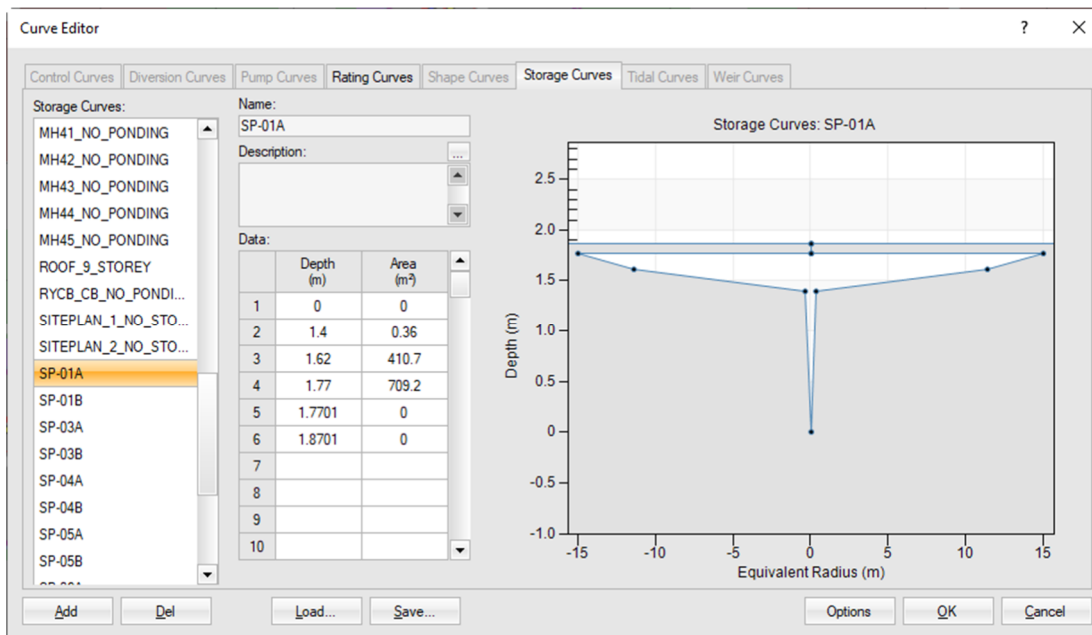 Curve Editor
?
Control Curves Diversion Curves Pump Curves Rating Curves Shape Curves Storage Curves Tidal Curves Weir Curves
Storage Curves:
MH41_NO_PONDING
MH42_NO_PONDING
MH43_NO_PONDING
MH44_NO_PONDING
MH45_NO_PONDING
ROOF_9_STOREY
RYCB_CB_NO_PONDI...
SITEPLAN_1_NO_STO...
SITEPLAN_2_NO_STO...
SP-01A
SP-01B
SP-03A
SP-03B
SP-04A
SP-04B
SP-05A
SP-05B
Name:
SP-01A
Description:
...
Data:
Depth (m) Area (m²)
1 0 0
2 1.4 0.36
3 1.62 410.7
4 1.77 709.2
5 1.7701 0
6 1.8701 0
7
8
9
10
Storage Curves: SP-01A
Depth (m)
2.5
2.0
1.5
1.0
0.5
0
-0.5
-1.0
-15 -10 -5 0 5 10 15
Equivalent Radius (m)
Add Del Load... Save... Options OK Cancel